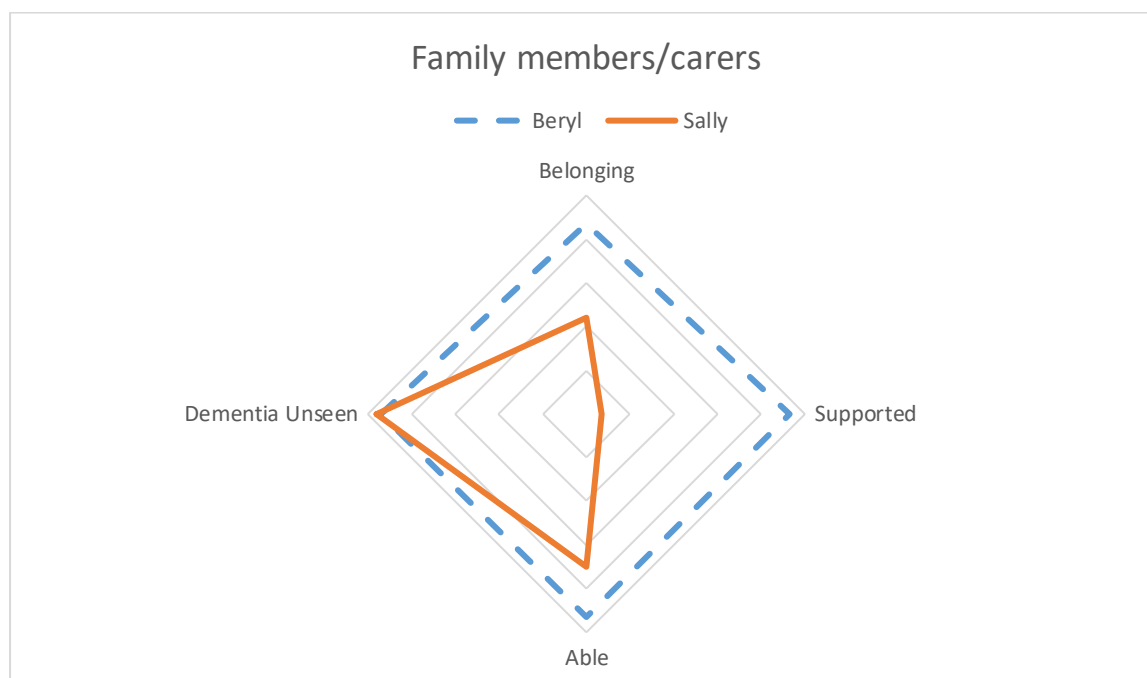 Family members/carers
Beryl Sally
Belonging
Dementia Unseen Supported
Able